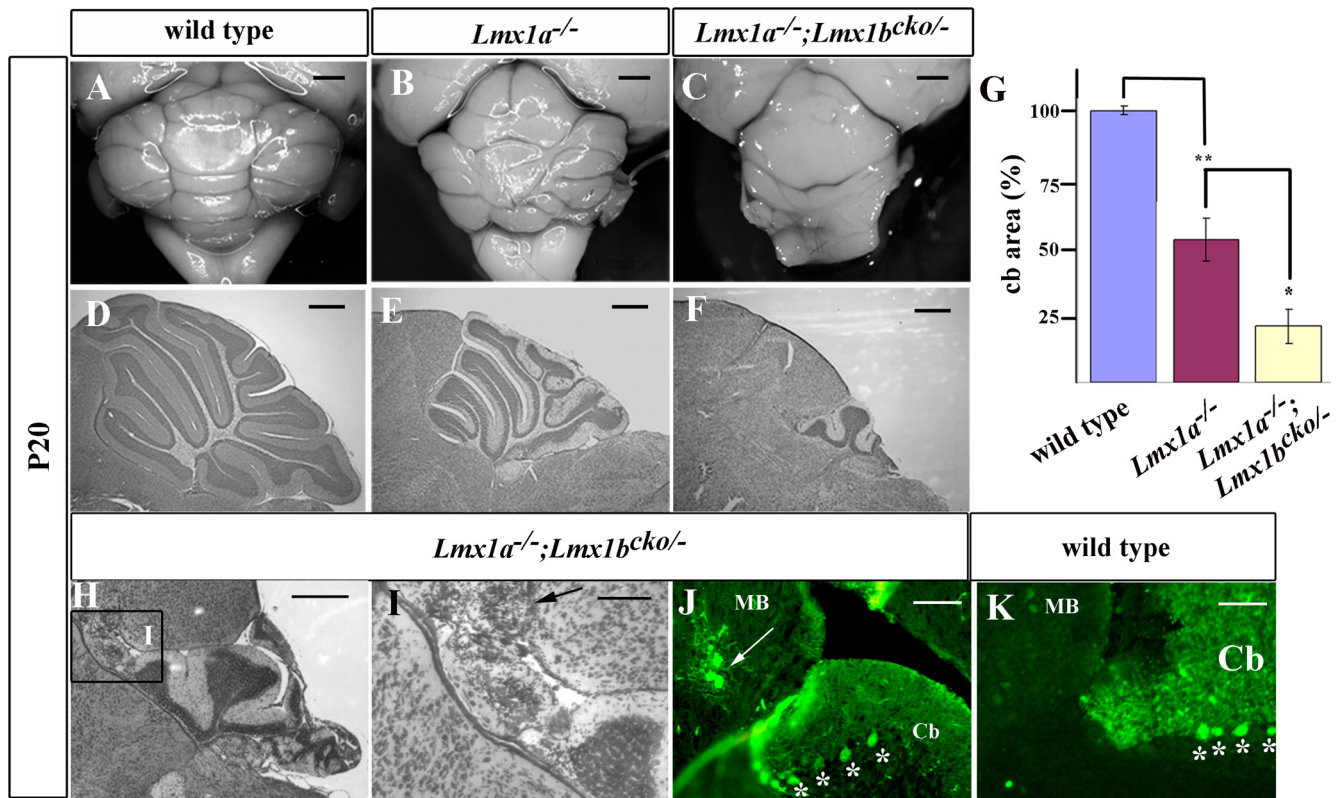 wild type
Lmx1a-/-
Lmx1a-/-;Lmx1bcko/-
P20
A
B
C
D
E
F
G
cb area (%)
100
75
50
25
**
*
wild type
Lmx1a-/-
Lmx1a-/-;
Lmx1bcko/-
Lmx1a-/-;Lmx1bcko/-
wild type
H
I
I
J
MB
Cb
* * * *
K
MB
Cb
* * * *